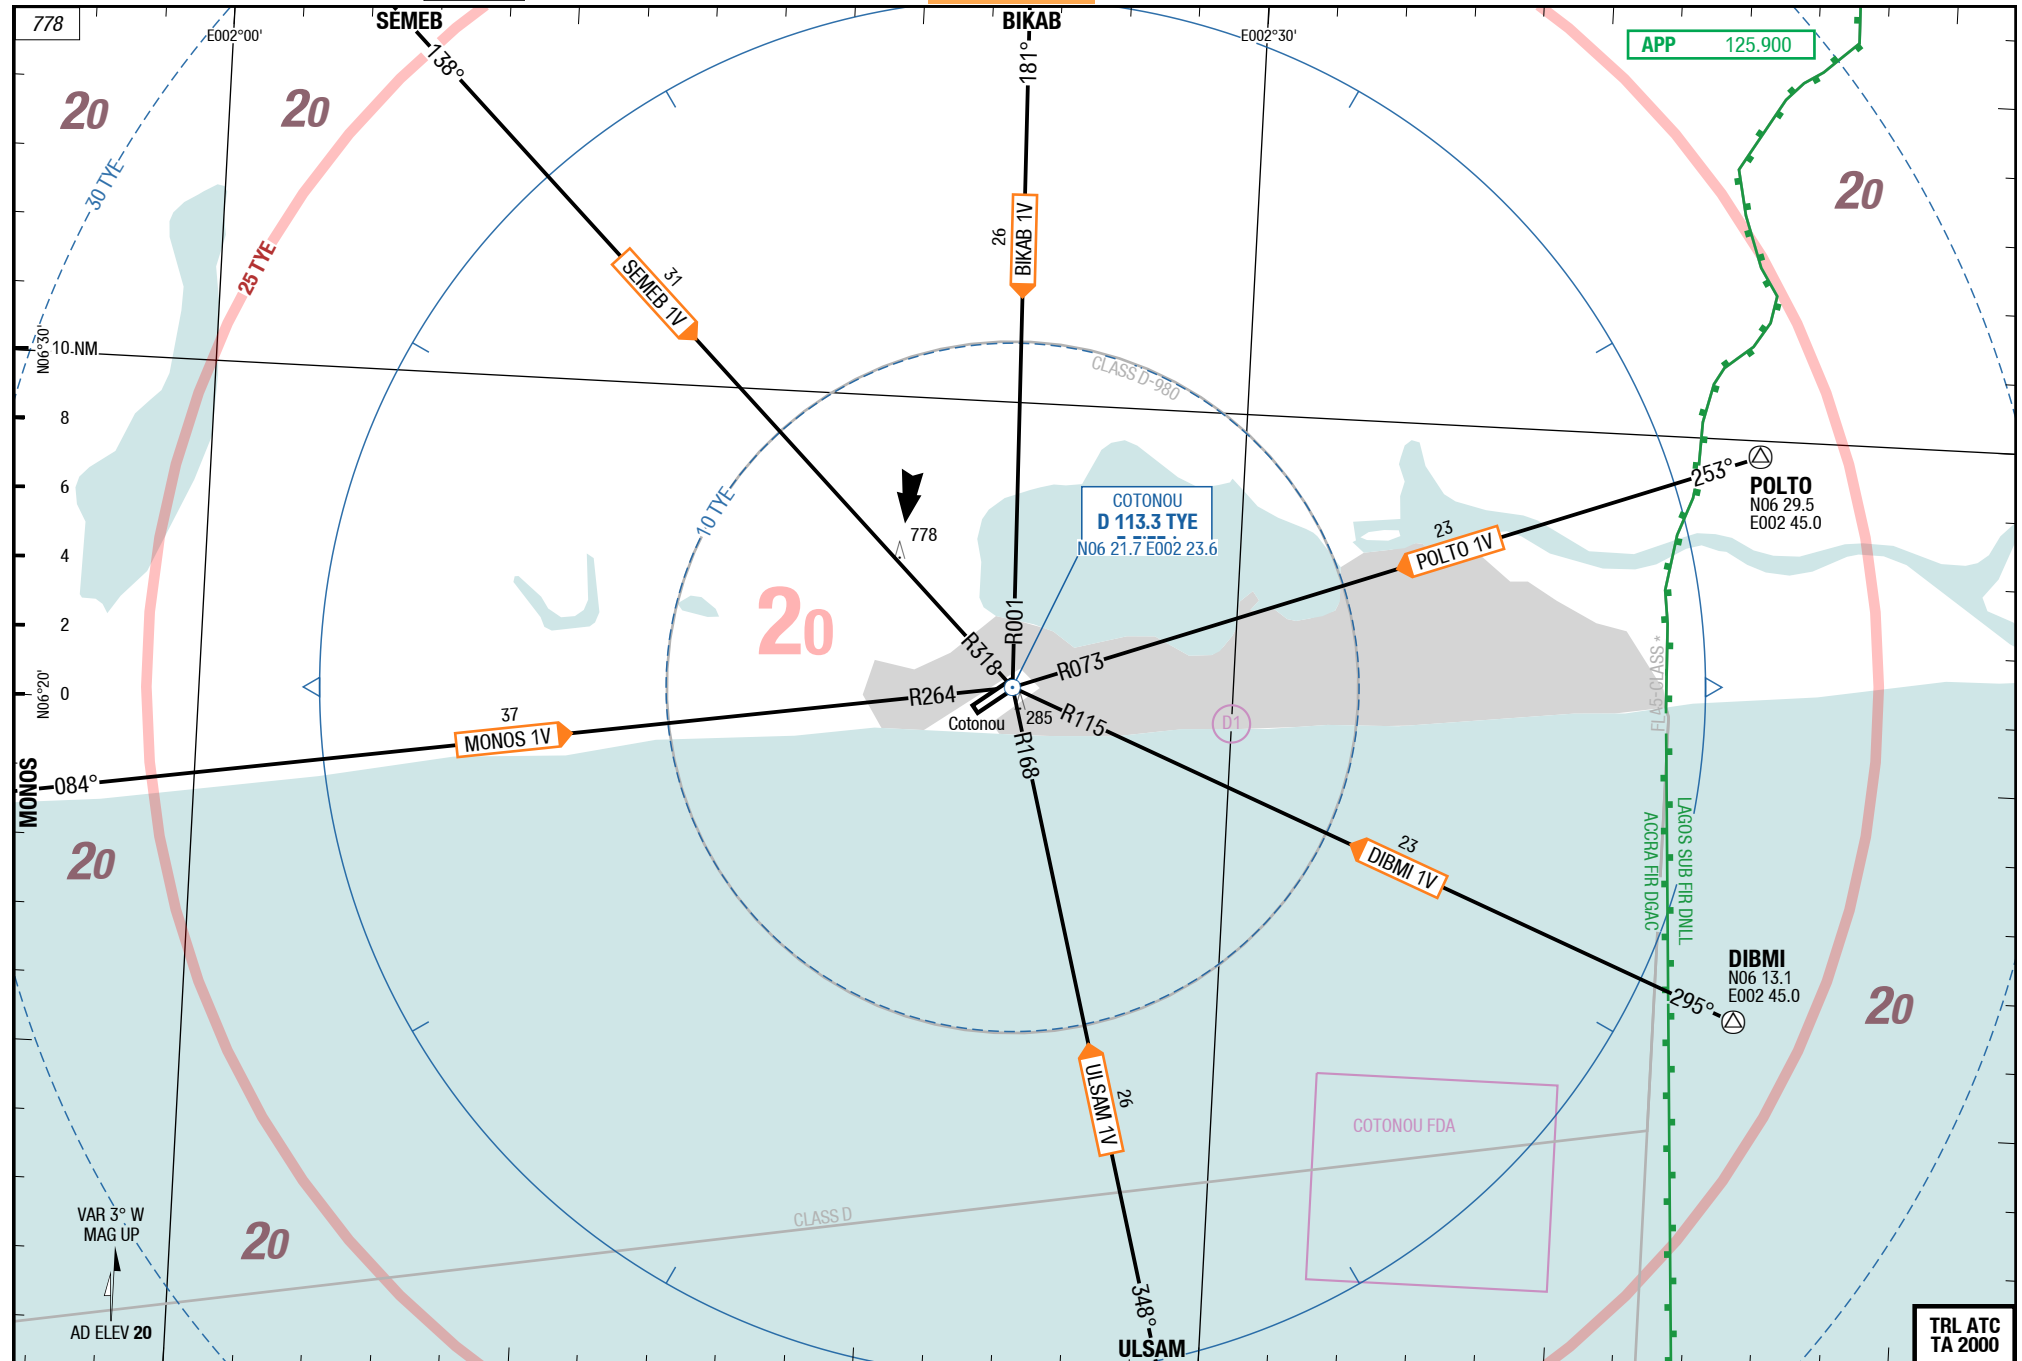 778
SEMEB
BIKAB
E002°00'
E002°30'
APP 125.900
138°
181°
20
20
20
30 TYE
25 TYE
26
BIKAB 1V
31
SEMEB 1V
N06°30'
10 NM
8
6
4
2
0
N06°20'
CLASS D-980
10 TYE
COTONOU
D 113.3 TYE
N06 21.7 E002 23.6
778
253°
POLTO
N06 29.5
E002 45.0
23
POLTO 1V
20
R001
R318
R073
R264
R115
R168
Cotonou
285
D1
FLA5-CLASS *
37
MONOS 1V
084°
MONOS
LAGOS SUB FIR DNLL
ACCRA FIR DGAC
23
DIBMI 1V
20
DIBMI
N06 13.1
E002 45.0
295°
20
26
ULSAM 1V
COTONOU FDA
CLASS D
VAR 3° W
MAG UP
20
AD ELEV 20
348°
ULSAM
TRL ATC
TA 2000